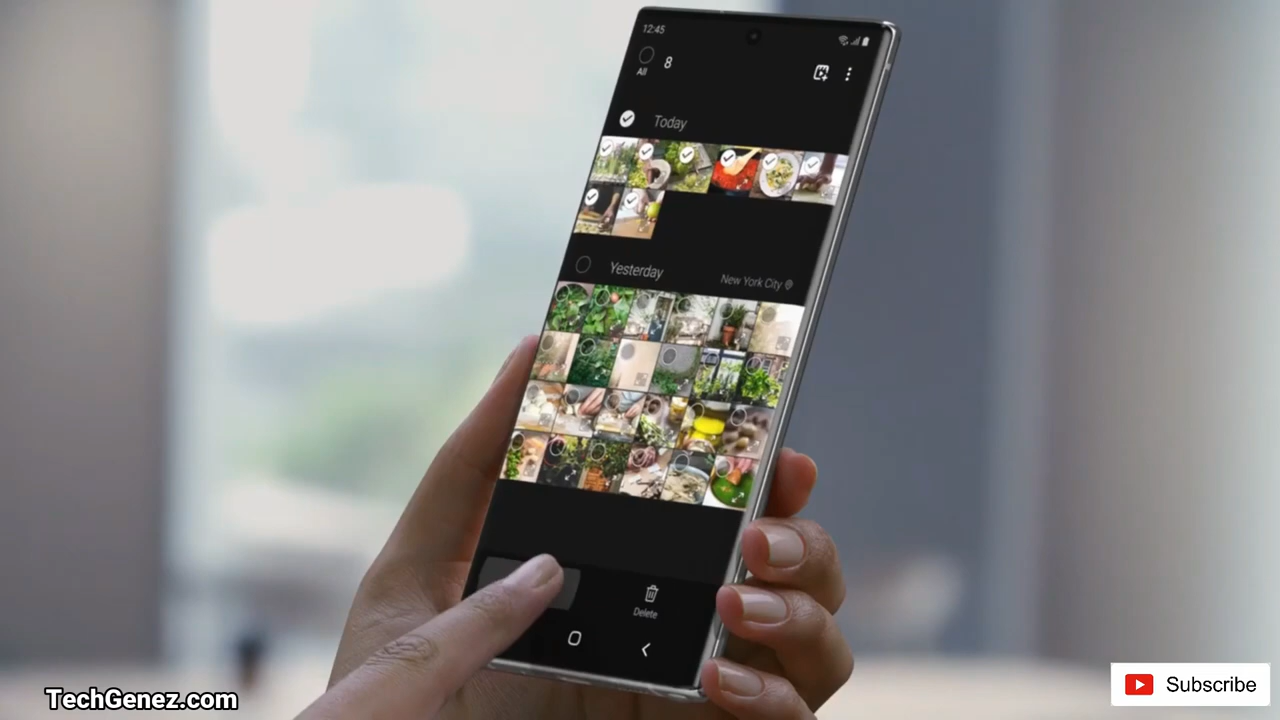 12:45
All
8
Today
Yesterday
New York City
Delete
TechGenez.com
Subscribe